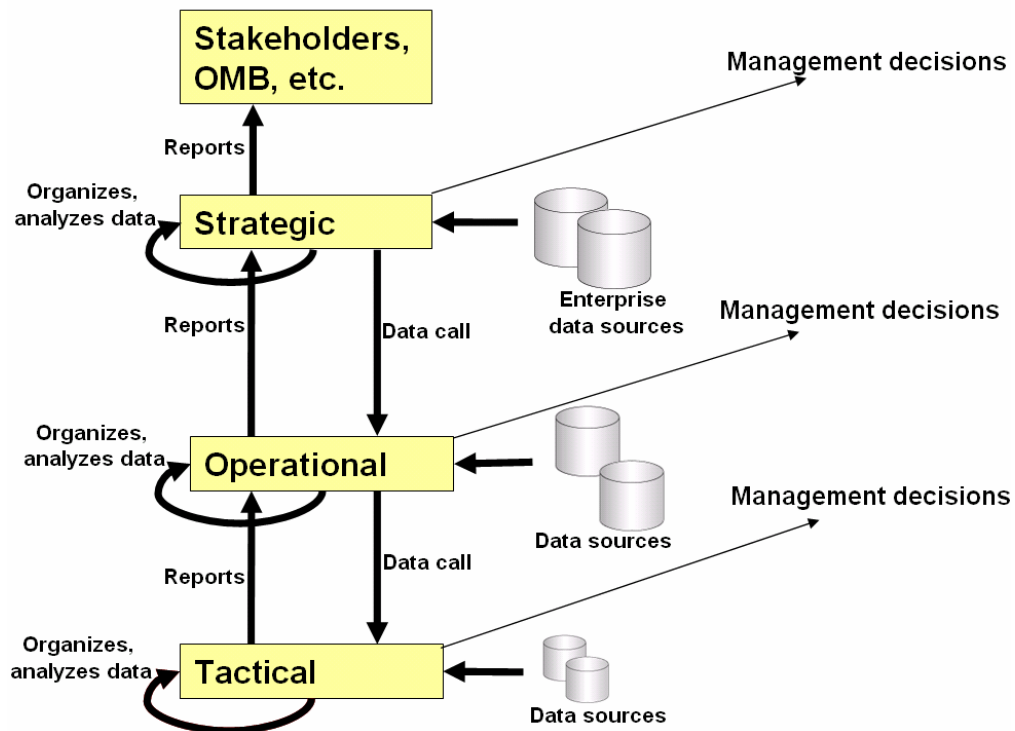 Stakeholders,
OMB, etc.
Management decisions
Reports
Organizes,
analyzes data
Strategic
Enterprise
data sources
Reports
Data call
Management decisions
Organizes,
analyzes data
Operational
Data sources
Management decisions
Reports
Data call
Organizes,
analyzes data
Tactical
Data sources